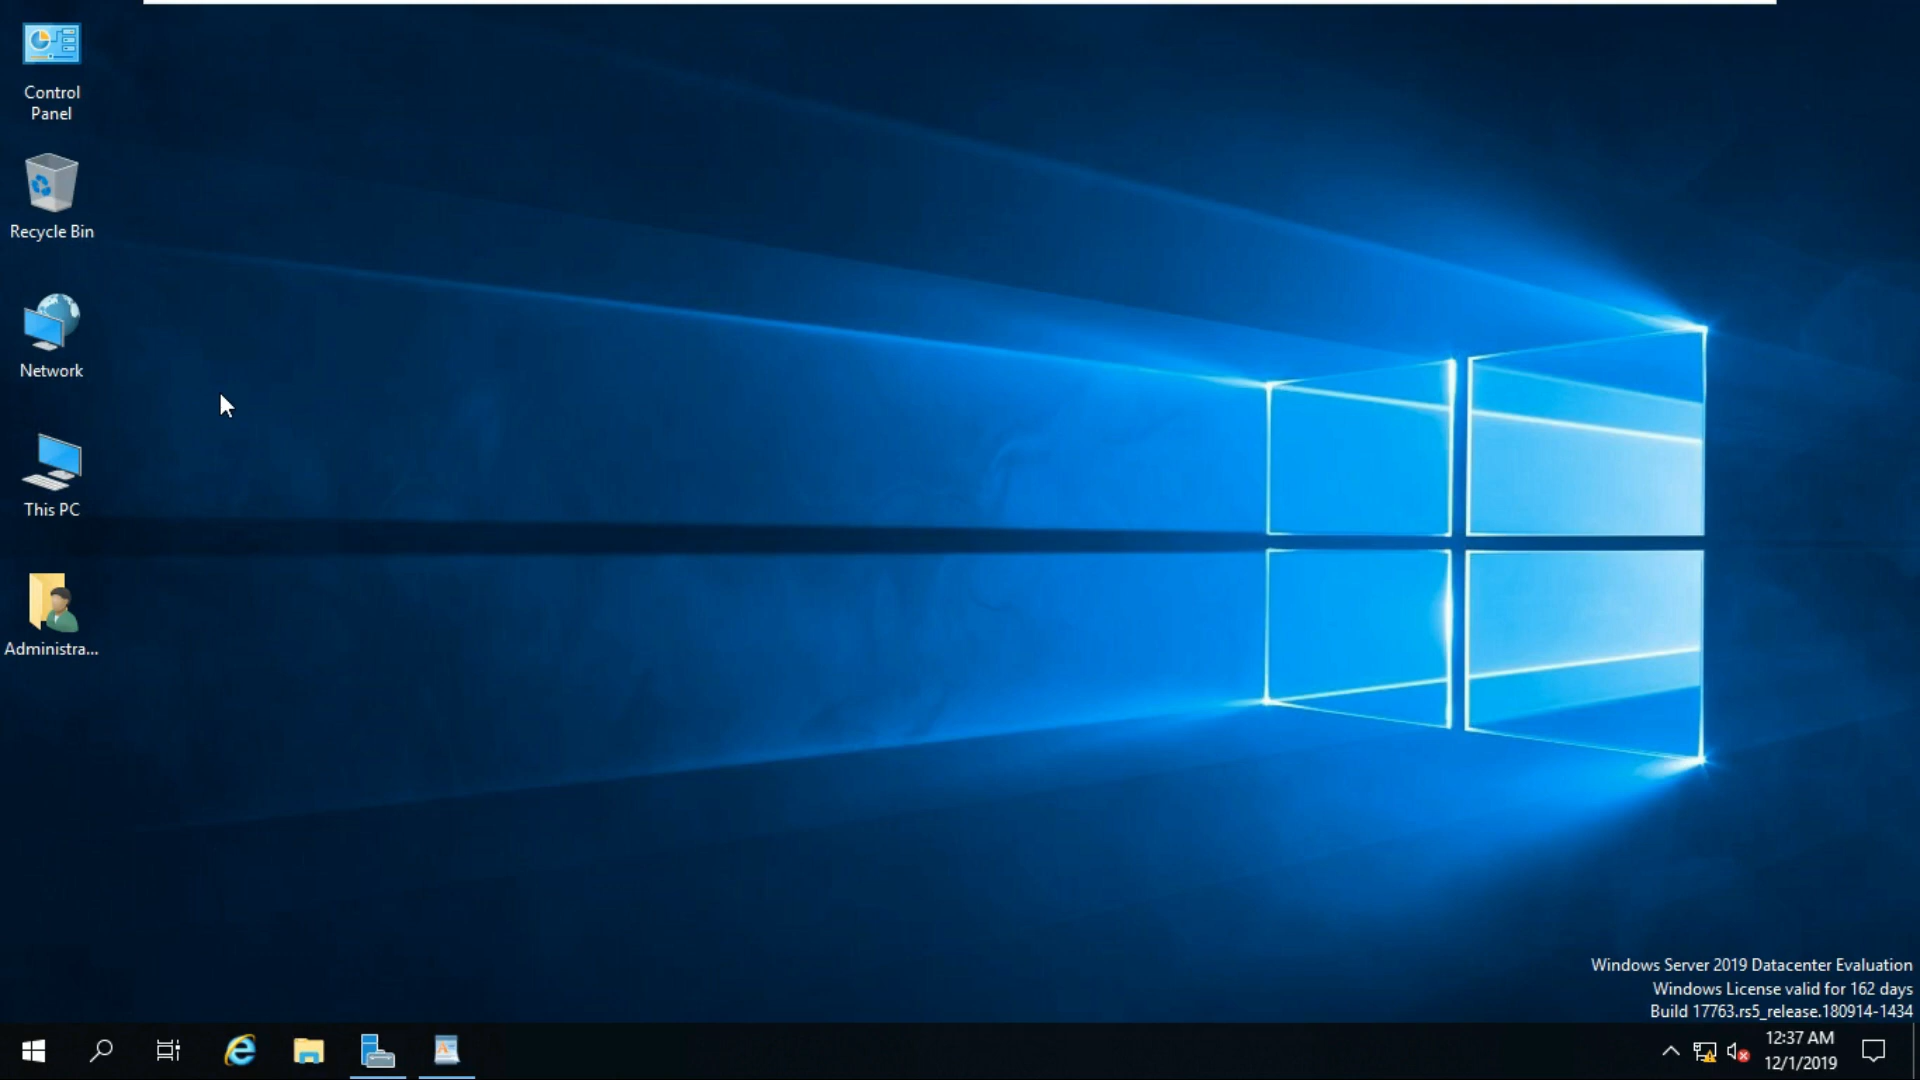 Control
Panel
Recycle Bin
Network
This PC
Administra...
Windows Server 2019 Datacenter Evaluation
Windows License valid for 162 days
Build 17763.rs5_release.180914-1434
12:37 AM
12/1/2019